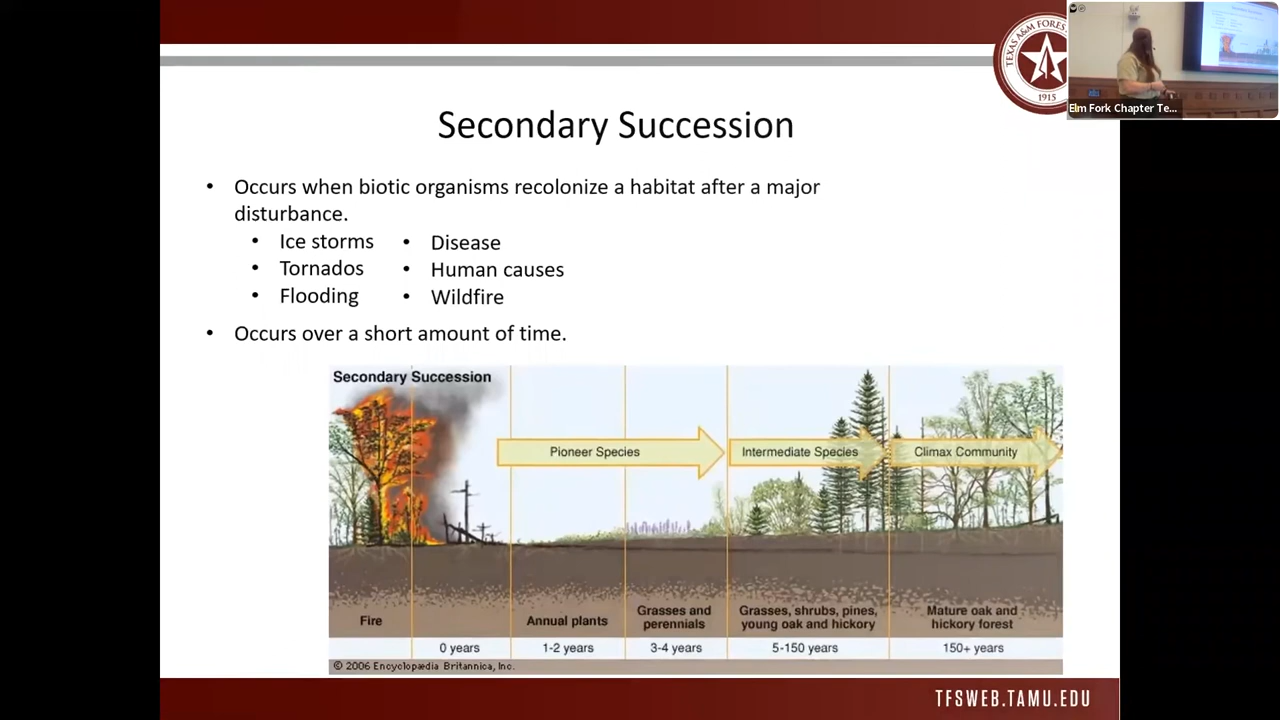 TEXAS A&M FORES
1915
Elm Fork Chapter Te...
Secondary Succession
• Occurs when biotic organisms recolonize a habitat after a major
disturbance.
• Ice storms • Disease
• Tornados • Human causes
• Flooding • Wildfire
• Occurs over a short amount of time.
Secondary Succession
Pioneer Species Intermediate Species Climax Community
Fire Annual plants Grasses and
perennials Grasses, shrubs, pines,
young oak and hickory Mature oak and
hickory forest
0 years 1-2 years 3-4 years 5-150 years 150+ years
© 2006 Encyclopædia Britannica, Inc.
TFSWEB.TAMU.EDU